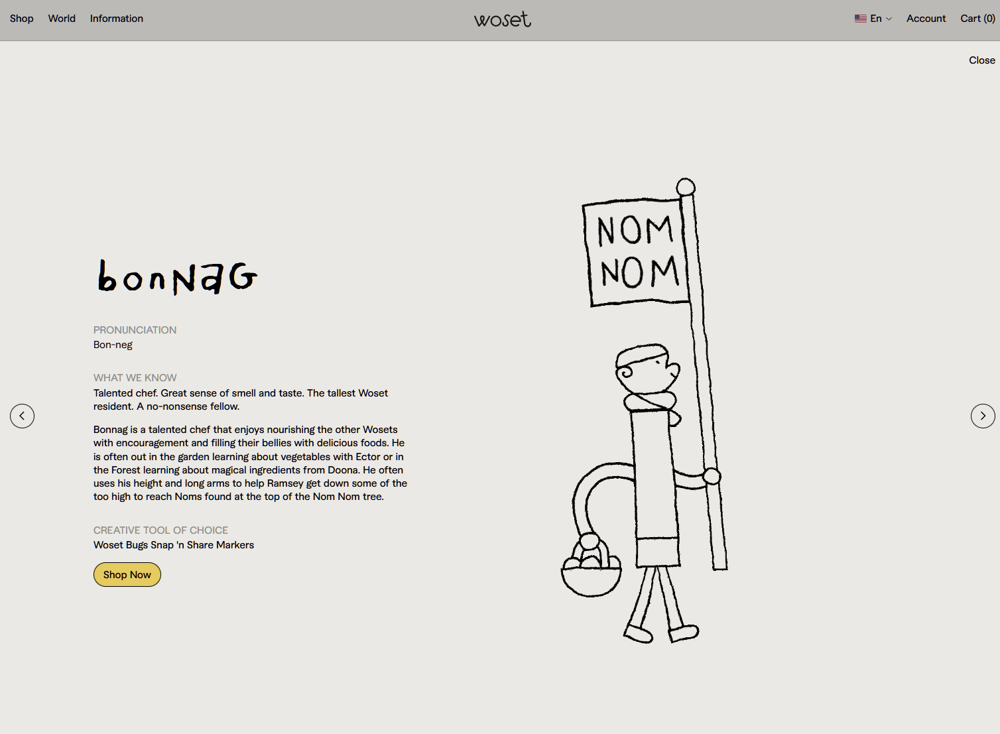 Shop World Information woset En Account Cart (0)
Close
NOM
NOM
bonNaG
PRONUNCIATION
Bon-neg
WHAT WE KNOW
Talented chef. Great sense of smell and taste. The tallest Woset
resident. A no-nonsense fellow.
Bonnag is a talented chef that enjoys nourishing the other Wosets
with encouragement and filling their bellies with delicious foods. He
is often out in the garden learning about vegetables with Ector or in
the Forest learning about magical ingredients from Doona. He often
uses his height and long arms to help Ramsey get down some of the
too high to reach Noms found at the top of the Nom Nom tree.
CREATIVE TOOL OF CHOICE
Woset Bugs Snap 'n Share Markers
Shop Now